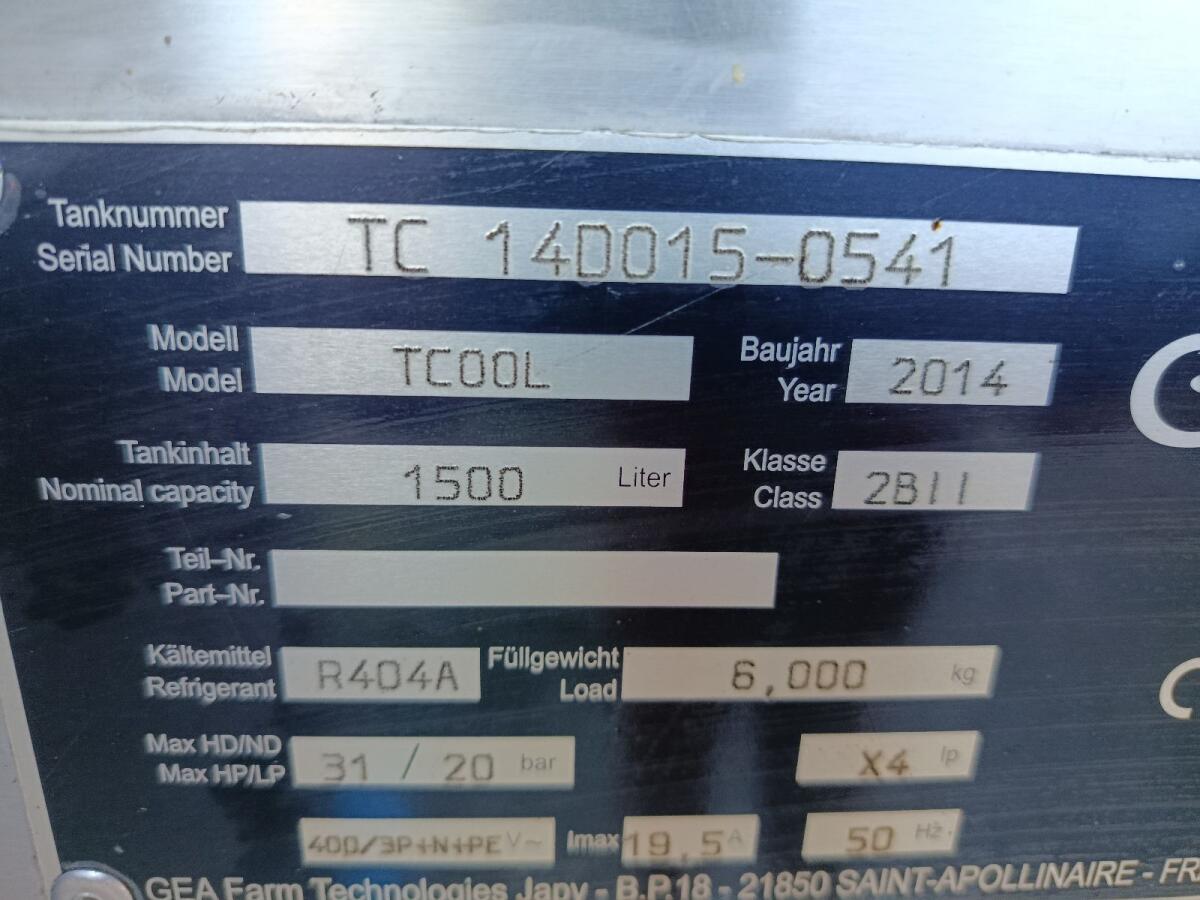 Tanknummer
Serial Number TC 14D015-0541
Modell
Model TCOOL
Baujahr
Year 2014
Tankinhalt
Nominal capacity 1500 Liter
Klasse
Class 2BII
Teil-Nr.
Part-Nr.
Kältemittel
Refrigerant R404A
Füllgewicht
Load 6,000 kg
Max HD/ND
Max HP/LP 31 / 20 bar
X4 Ip
400/3P+N+PE V~ Imax 19,5 A 50 Hz
GEA Farm Technologies Japy - B.P.18 - 21850 SAINT-APOLLINAIRE -